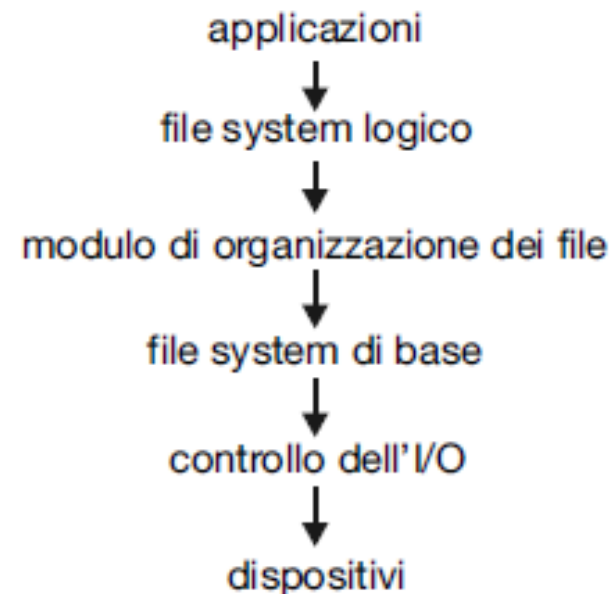 applicazioni
file system logico
modulo di organizzazione dei file
file system di base
controllo dell'I/O
dispositivi